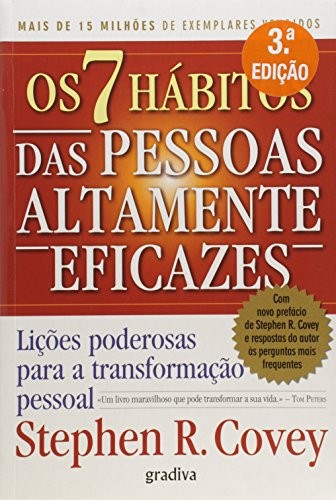 MAIS DE 15 MILHÕES DE EXEMPLARES
3.ª
EDIÇÃO
OS 7 HÁBITOS
DAS PESSOAS
ALTAMENTE
EFICAZES
Com
novo prefácio
de Stephen R. Covey
e respostas do autor
às perguntas mais
frequentes
Lições poderosas
para a transformação
pessoal
«Um livro maravilhoso que pode transformar a sua vida.» — TOM PETERS
Stephen R. Covey
gradiva